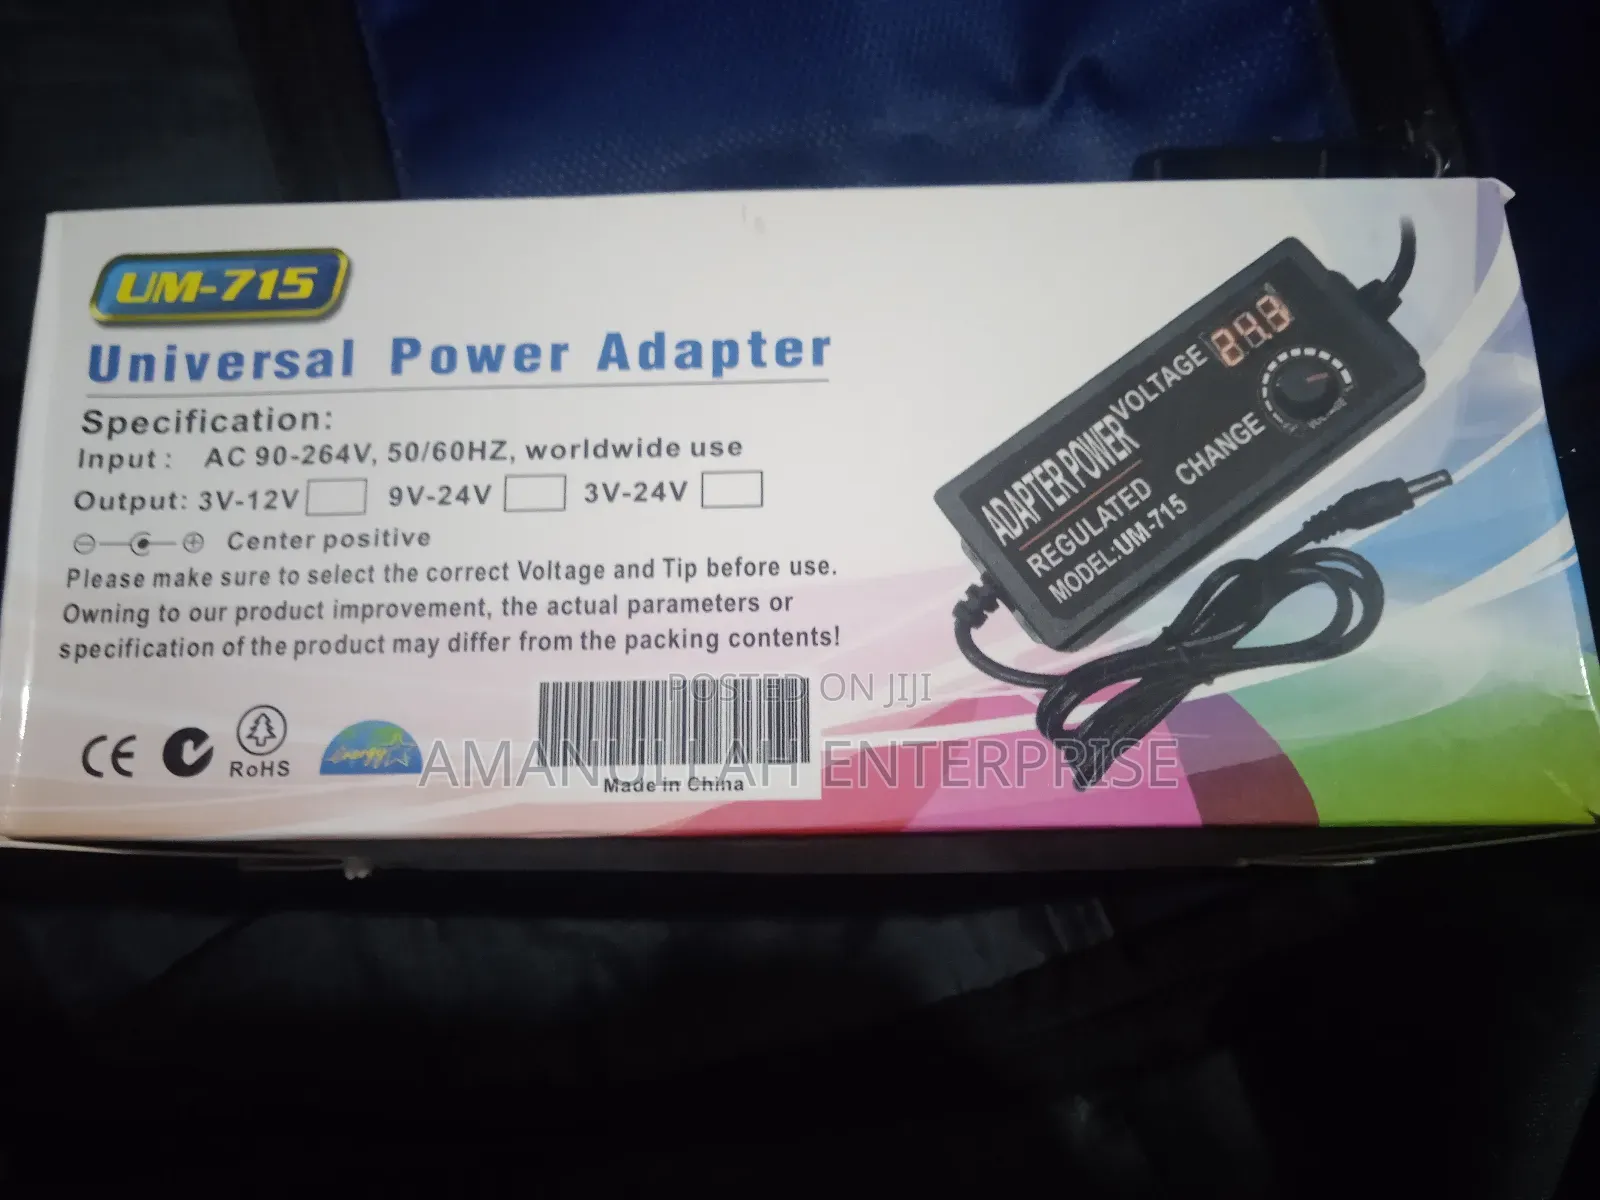 UM-715
Universal Power Adapter
Specification:
Input: AC 90-264V, 50/60HZ, worldwide use
Output: 3V-12V 9V-24V 3V-24V
Center positive
Please make sure to select the correct Voltage and Tip before use.
Owning to our product improvement, the actual parameters or
specification of the product may differ from the packing contents!
CE
RoHS
Energy
Made in China
ADAPTER POWER VOLTAGE
REGULATED CHANGE
MODEL:UM-715
POSTED ON JIJI
AMANULLAH ENTERPRISE